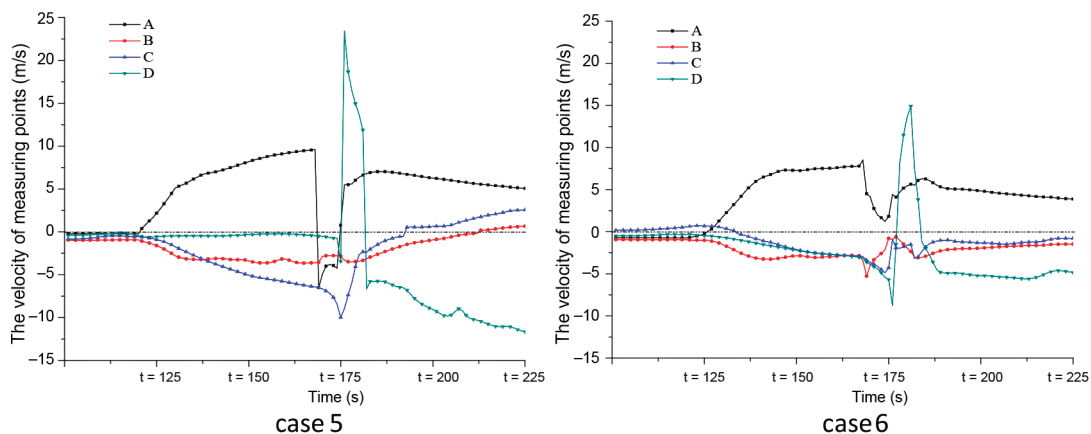 The velocity of measuring points (m/s)
25
20
15
10
5
0
–5
–10
–15
A
B
C
D
t = 125
t = 150
t = 175
t = 200
t = 225
Time (s)
case 5
The velocity of measuring points (m/s)
25
20
15
10
5
0
–5
–10
–15
A
B
C
D
t = 125
t = 150
t = 175
t = 200
t = 225
Time (s)
case 6